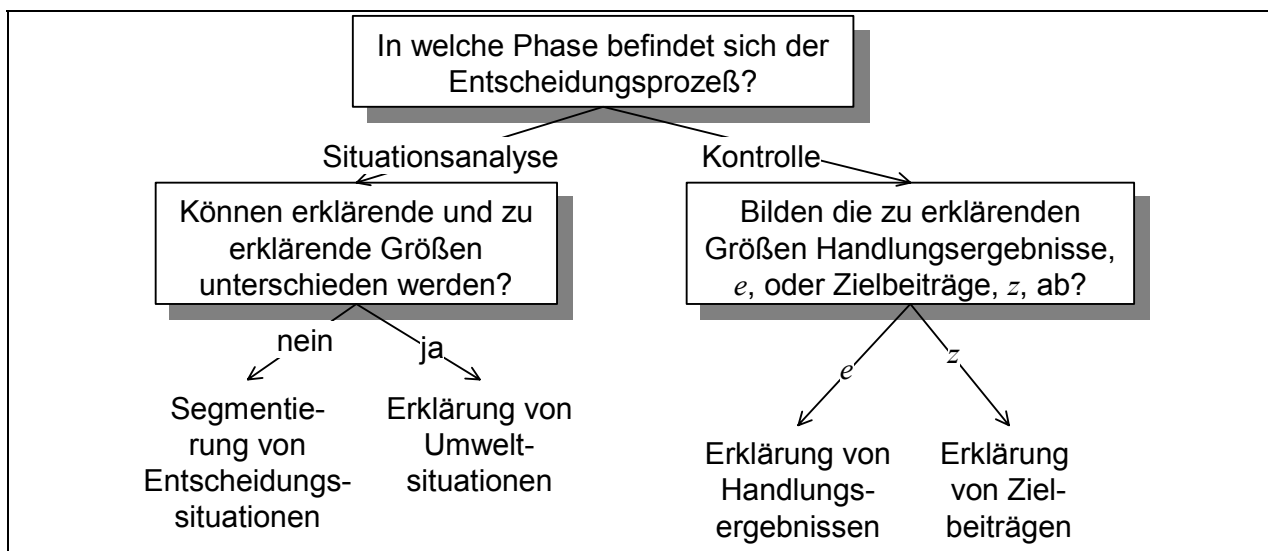 In welche Phase befindet sich der
Entscheidungsprozeß?
Situationsanalyse
Kontrolle
Können erklärende und zu
erklärende Größen
unterschieden werden?
Bilden die zu erklärenden
Größen Handlungsergebnisse,
e, oder Zielbeiträge, z, ab?
nein
ja
e
z
Segmentie-
rung von
Entscheidungs-
situationen
Erklärung von
Umwelt-
situationen
Erklärung von
Handlungs-
ergebnissen
Erklärung
von Ziel-
beiträgen